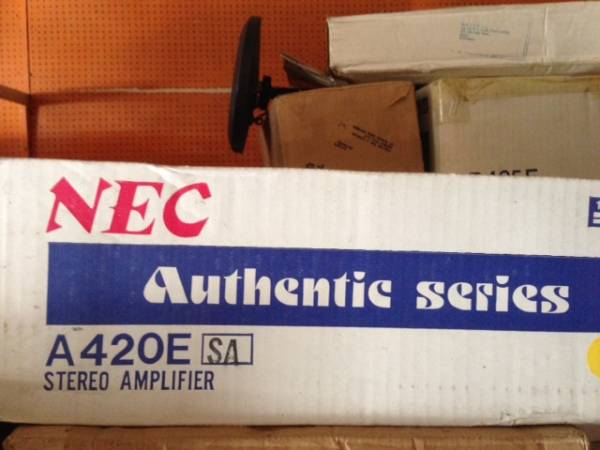 NEC
Authentic series
A420E SA
STEREO AMPLIFIER